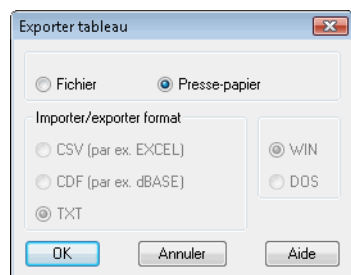 Exporter tableau
Fichier
Presse-papier
Importer/exporter format
CSV (par ex. EXCEL)
WIN
CDF (par ex. dBASE)
DOS
TXT
OK
Annuler
Aide